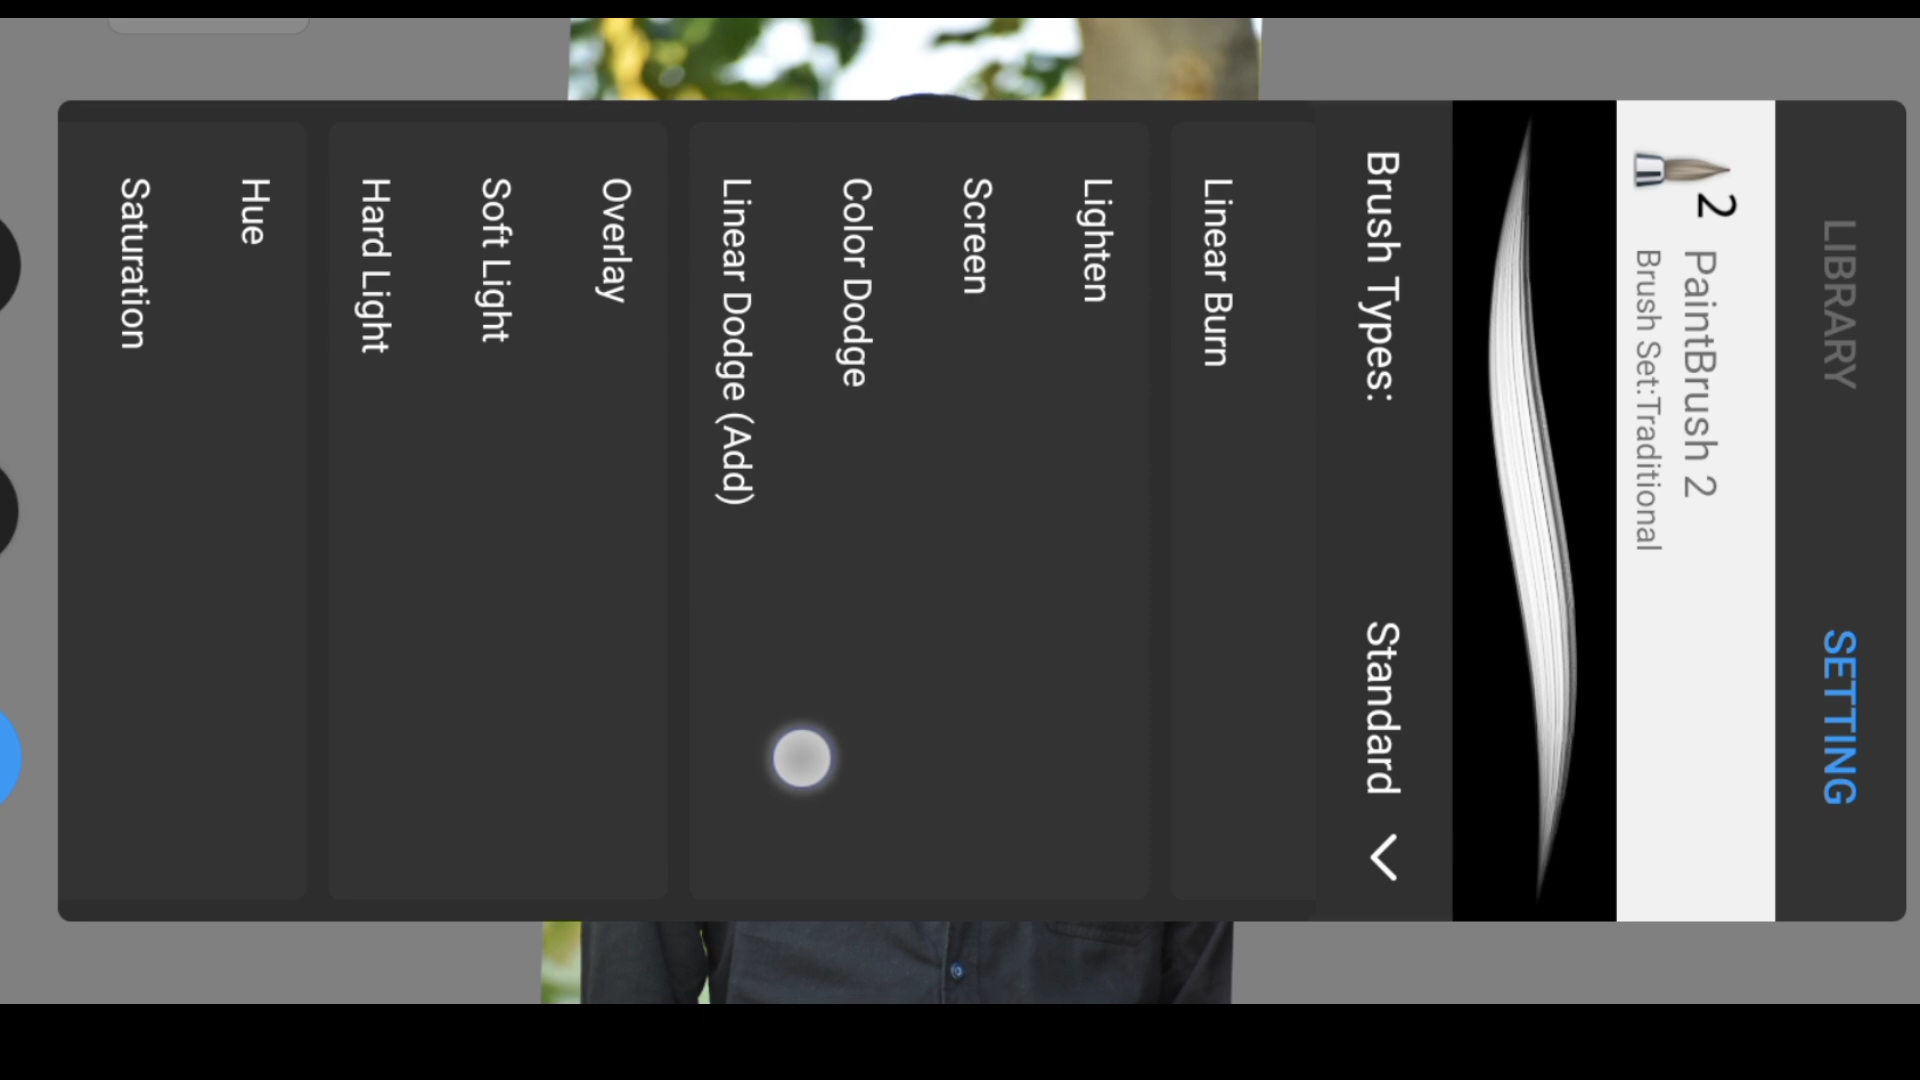 LIBRARY SETTING
2 PaintBrush 2
Brush Set:Traditional
Brush Types: Standard
Linear Burn
Lighten
Screen
Color Dodge
Linear Dodge (Add)
Overlay
Soft Light
Hard Light
Hue
Saturation